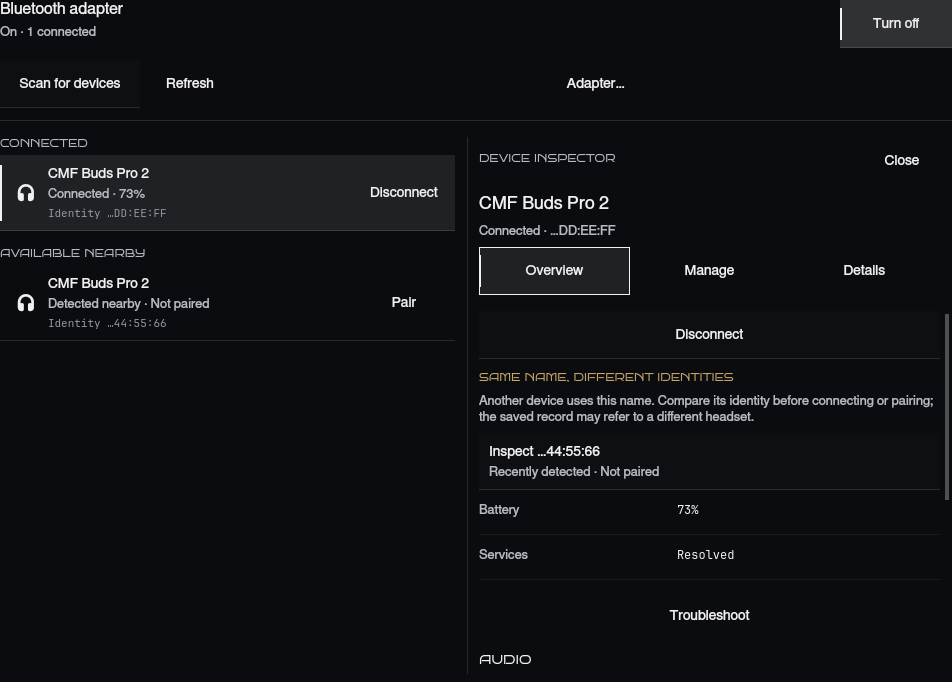 Bluetooth adapter
On · 1 connected
Turn off
Scan for devices
Refresh
Adapter...
CONNECTED
CMF Buds Pro 2
Connected · 73%
Identity …DD:EE:FF
Disconnect
AVAILABLE NEARBY
CMF Buds Pro 2
Detected nearby · Not paired
Identity …44:55:66
Pair
DEVICE INSPECTOR
Close
CMF Buds Pro 2
Connected · ...DD:EE:FF
Overview
Manage
Details
Disconnect
SAME NAME, DIFFERENT IDENTITIES
Another device uses this name. Compare its identity before connecting or pairing;
the saved record may refer to a different headset.
Inspect ...44:55:66
Recently detected · Not paired
Battery
73%
Services
Resolved
Troubleshoot
AUDIO